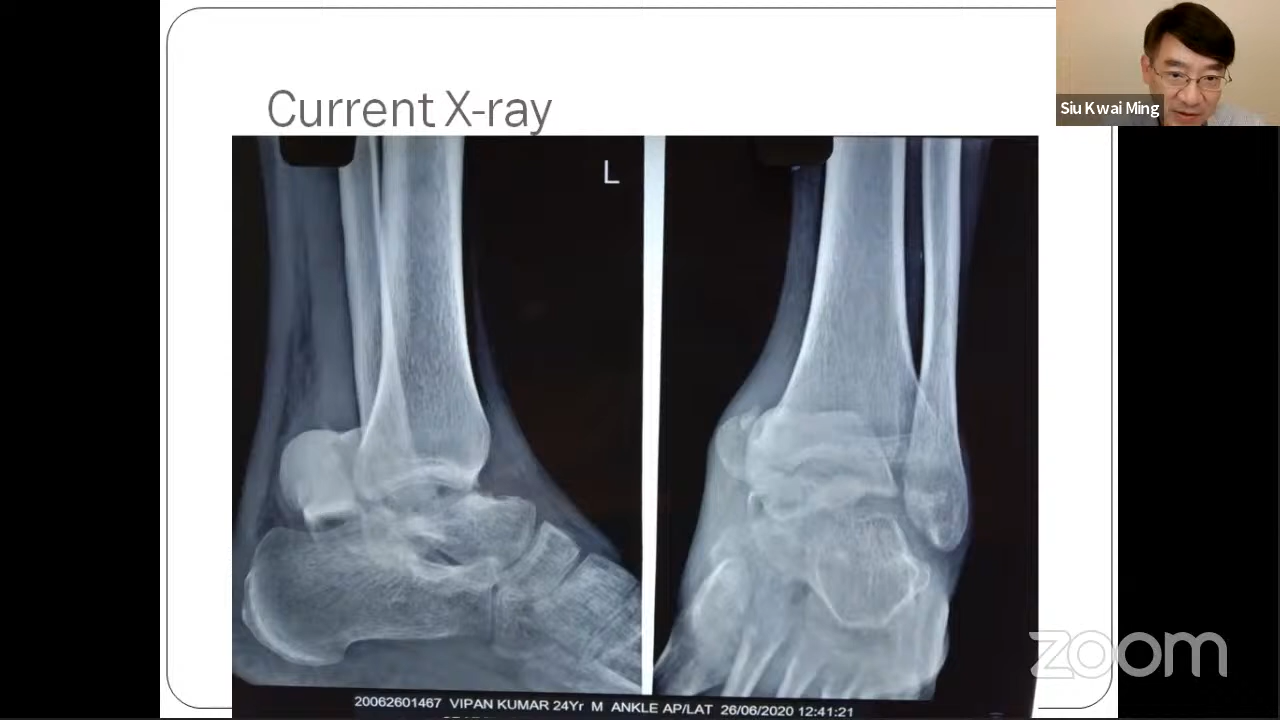 Current X-ray
Siu Kwai Ming
L
20062601467 VIPAN KUMAR 24Yr M ANKLE AP/LAT 26/06/2020 12:41:21
zoom